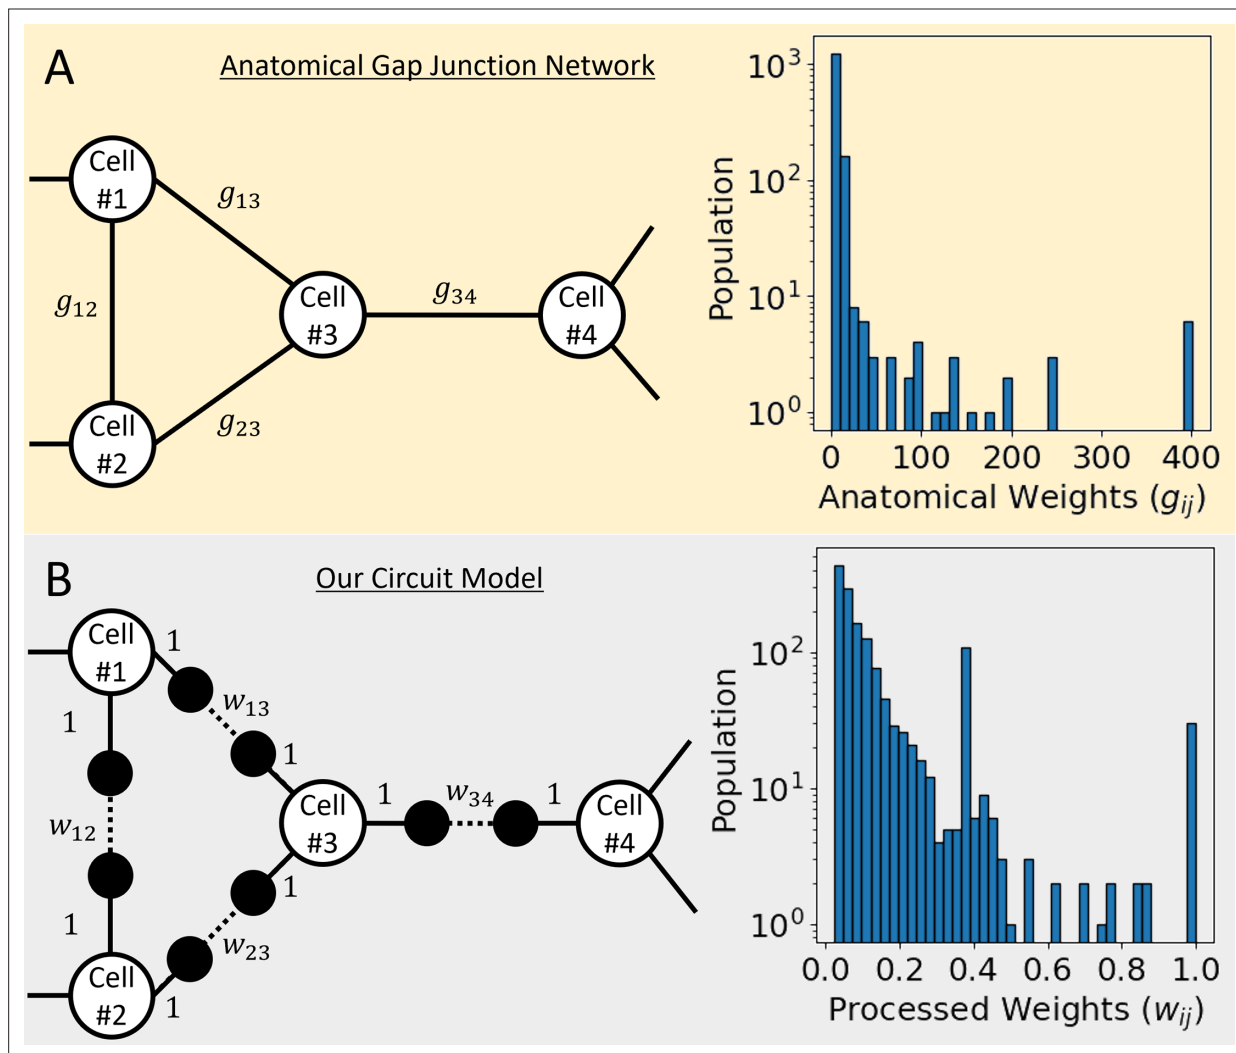 A
Anatomical Gap Junction Network
Cell
#1
g13
g12
Cell
#3
g34
Cell
#4
g23
Cell
#2
10³
10²
10¹
10⁰
Population
0 100 200 300 400
Anatomical Weights (gij)
B
Our Circuit Model
Cell
#1
1
1
w13
1
w12
Cell
#3
1
w34
1
Cell
#4
1
1
w23
Cell
#2
1
10²
10¹
10⁰
Population
0.0 0.2 0.4 0.6 0.8 1.0
Processed Weights (wij)